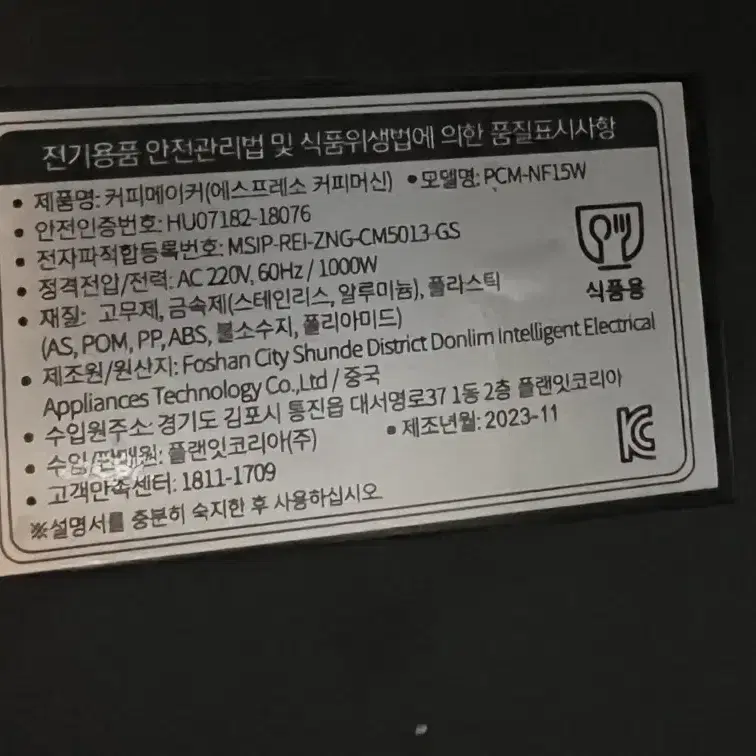 전기용품 안전관리법 및 식품위생법에 의한 품질표시사항
• 제품명: 커피메이커(에스프레소 커피머신) • 모델명: PCM-NF15W
• 안전인증번호: HU07182-18076
• 전자파적합등록번호: MSIP-REI-ZNG-CM5013-GS
• 정격전압/전력: AC 220V, 60Hz / 1000W
• 재질: 고무제, 금속제(스테인리스, 알루미늄), 플라스틱
(AS, POM, PP, ABS, 불소수지, 폴리아미드)
식품용
• 제조원/원산지: Foshan City Shunde District Donlim Intelligent Electrical
Appliances Technology Co.,Ltd / 중국
• 수입원주소: 경기도 김포시 통진읍 대서명로37 1동 2층 플랜잇코리아
• 수입/판매원: 플랜잇코리아(주) • 제조년월: 2023-11
• 고객만족센터: 1811-1709
※설명서를 충분히 숙지한 후 사용하십시오